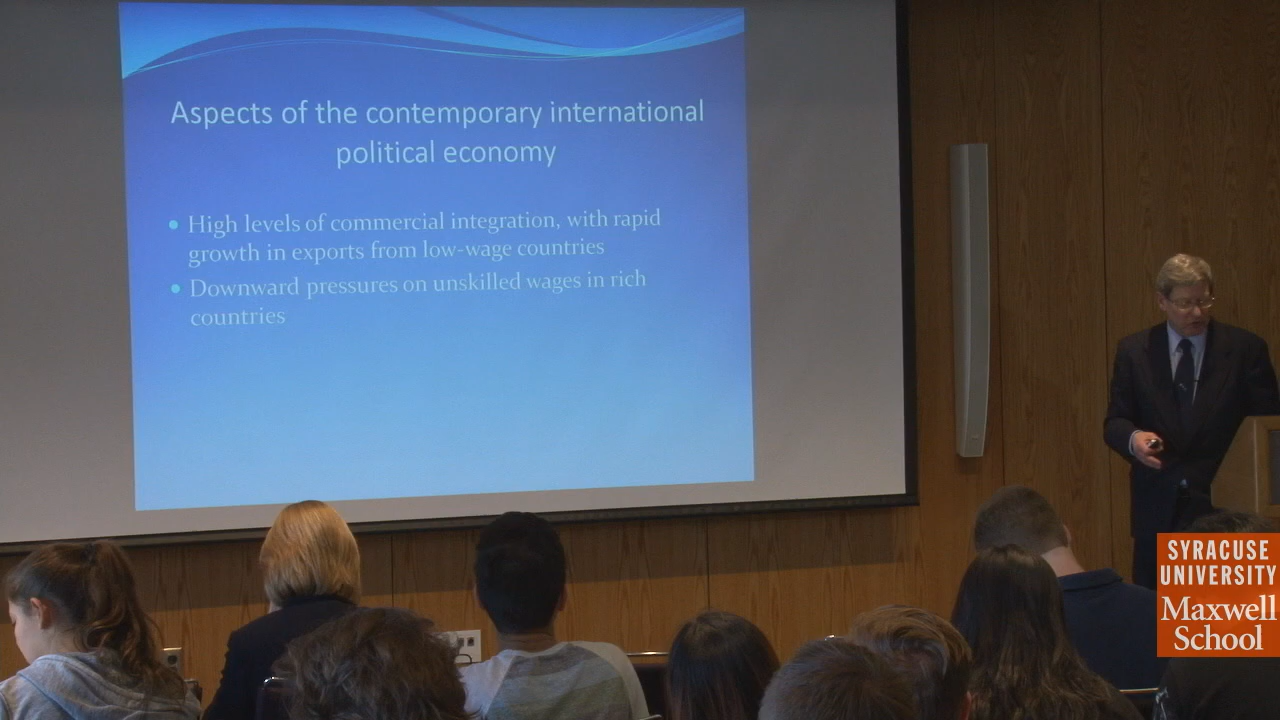 Aspects of the contemporary international
political economy
• High levels of commercial integration, with rapid
growth in exports from low-wage countries
• Downward pressures on unskilled wages in rich
countries
SYRACUSE
UNIVERSITY
Maxwell
School